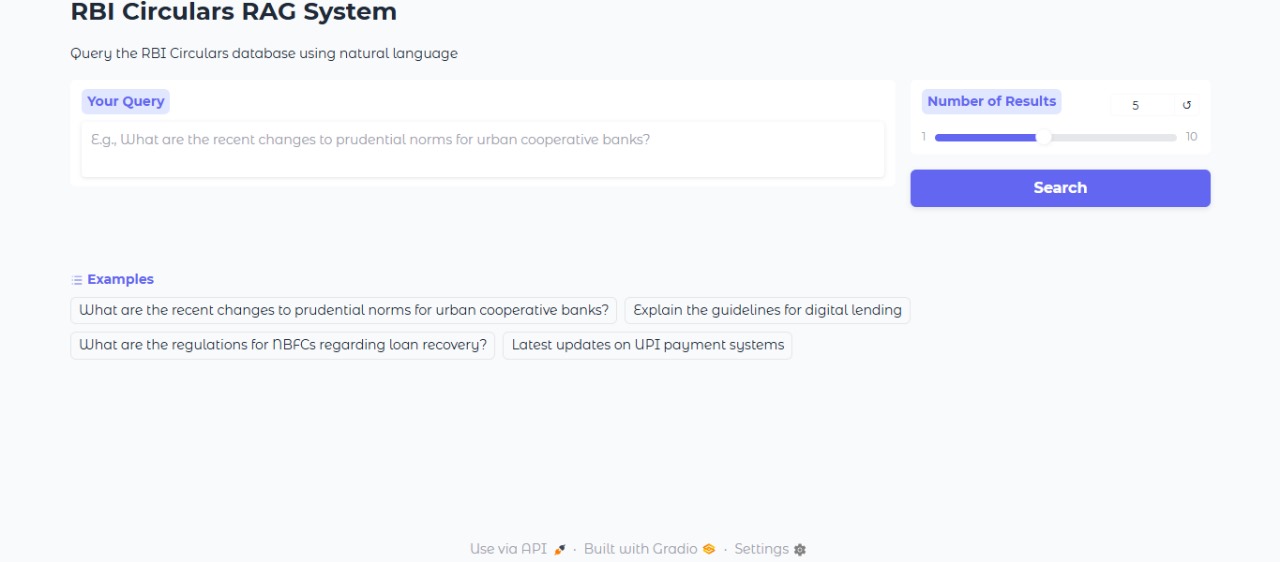 RBI Circulars RAG System
Query the RBI Circulars database using natural language
Your Query
E.g., What are the recent changes to prudential norms for urban cooperative banks?
Number of Results
5 ↺
1 10
Search
Examples
What are the recent changes to prudential norms for urban cooperative banks? Explain the guidelines for digital lending
What are the regulations for NBFCs regarding loan recovery? Latest updates on UPI payment systems
Use via API 🚀 · Built with Gradio · Settings ⚙️